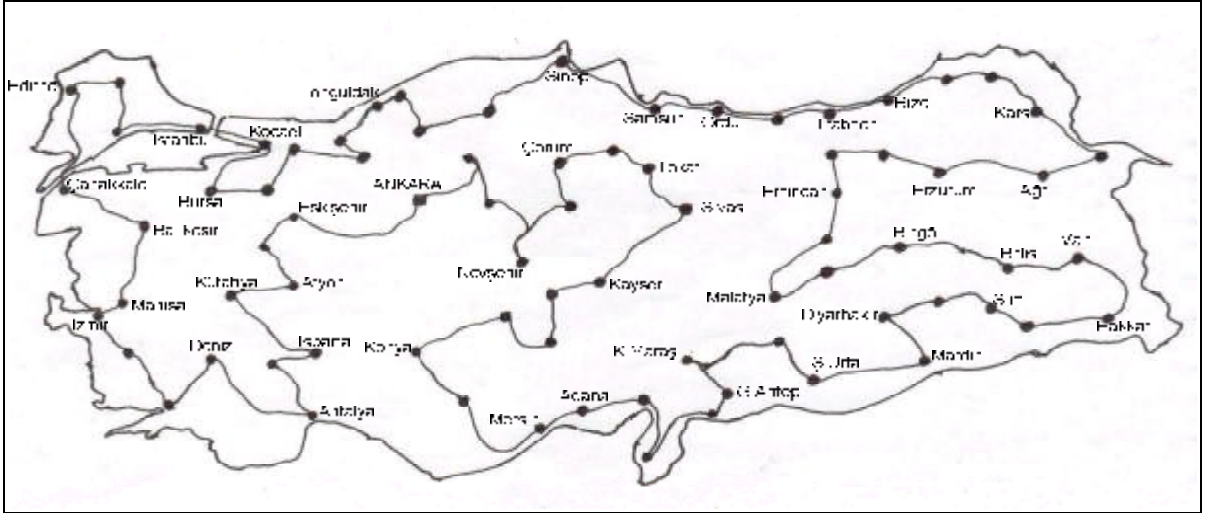 Edirne
Zonguldak
Sinop
İstanbul
Kocaeli
Samsun
Ordu
Trabzon
Rize
Kars
Çanakkale
Bursa
ANKARA
Çorum
Tokat
Erzincan
Erzurum
Ağrı
Balıkesir
Eskişehir
Sivas
Bingöl
Van
Bitlis
Kütahya
Afyon
Nevşehir
Kayseri
Malatya
Manisa
İzmir
Diyarbakır
Siirt
Hakkari
Deniz
Isparta
Konya
K.Maraş
Ş.Urfa
Mardin
Antalya
Mersin
Adana
G.Antep